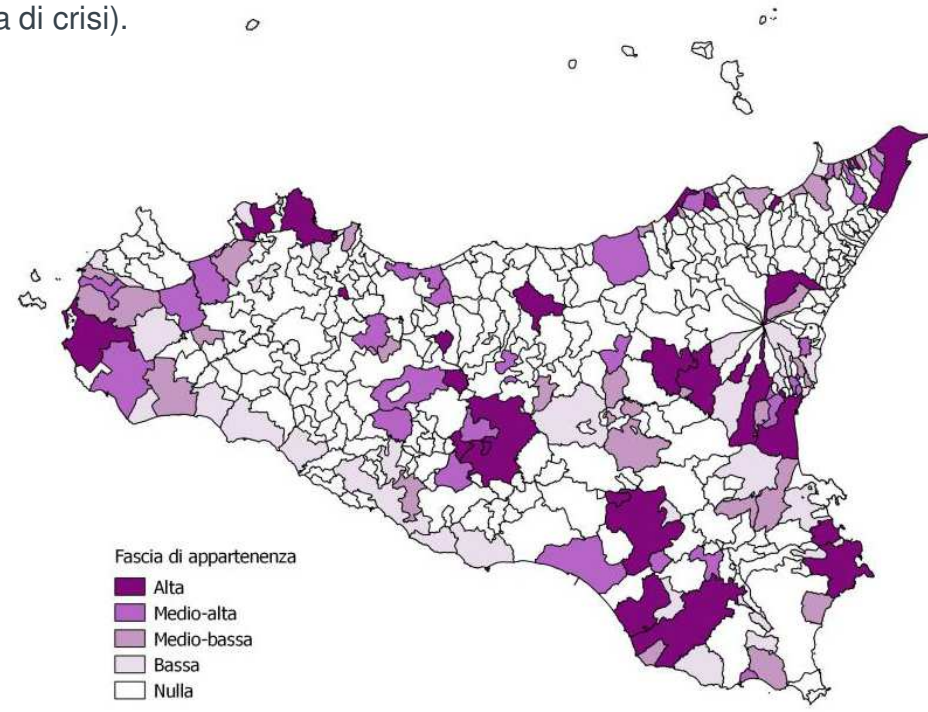 a di crisi).
Fascia di appartenenza
Alta
Medio-alta
Medio-bassa
Bassa
Nulla